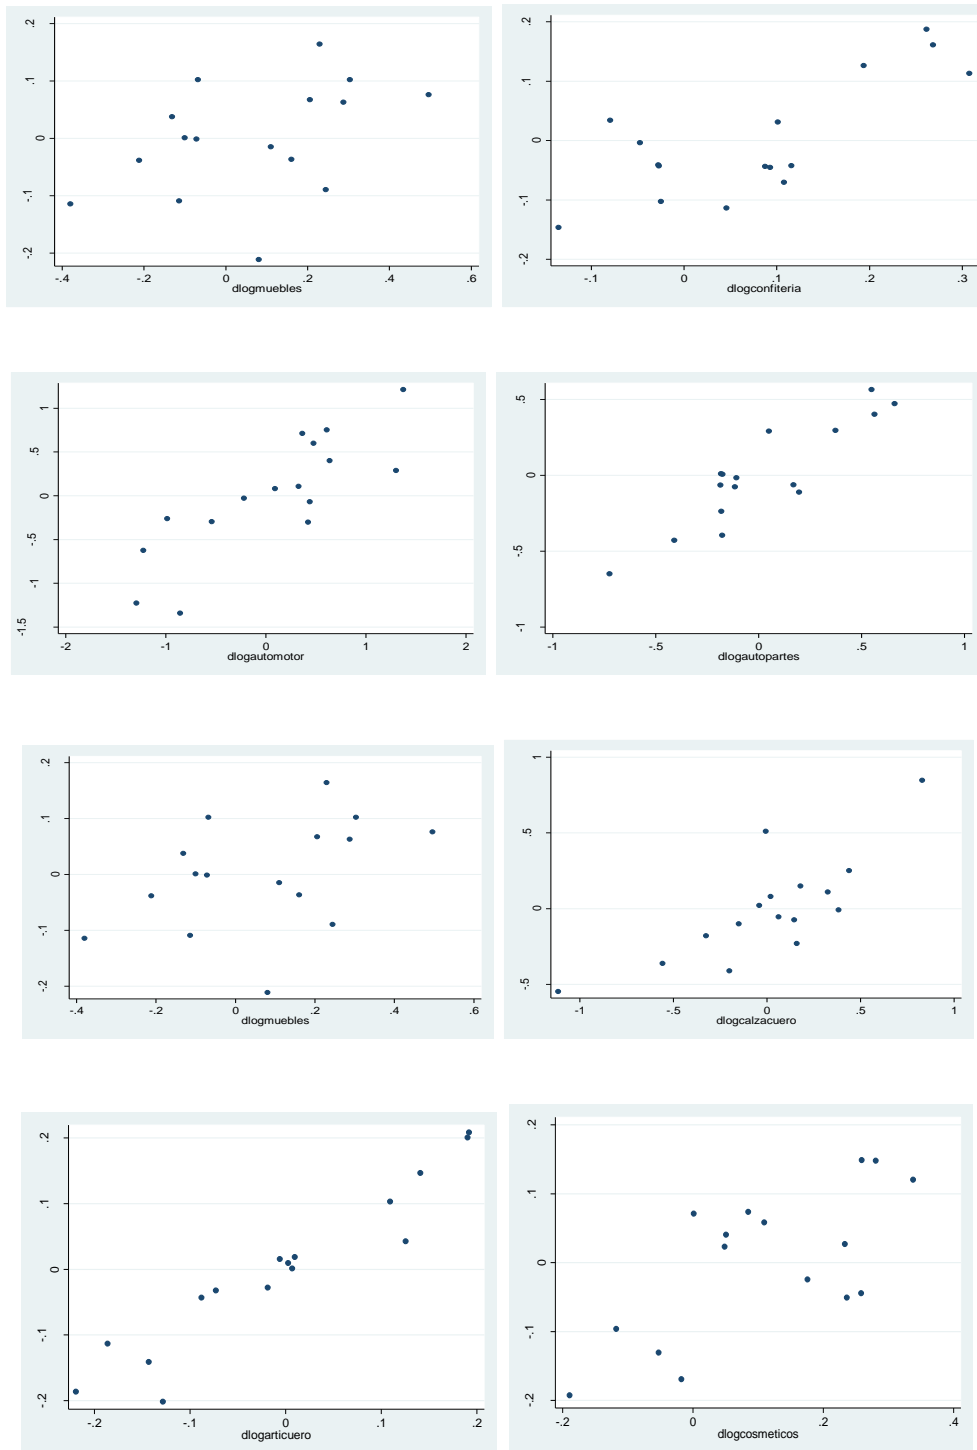 .2
.1
0
-.1
-.2
-.4 -.2 0 .2 .4 .6
dlogmuebles
.2
.1
0
-.1
-.2
-.1 0 .1 .2 .3
dlogconfiteria
1
.5
0
-.5
-1
-1.5
-2 -1 0 1 2
dlogautomotor
.5
0
-.5
-1
-1 -.5 0 .5 1
dlogautopartes
.2
.1
0
-.1
-.2
-.4 -.2 0 .2 .4 .6
dlogmuebles
1
.5
0
-.5
-1 -.5 0 .5 1
dlogcalzacuero
.2
.1
0
-.1
-.2
-.2 -.1 0 .1 .2
dlogarticuero
.2
.1
0
-.1
-.2
-.2 0 .2 .4
dlogcosmeticos